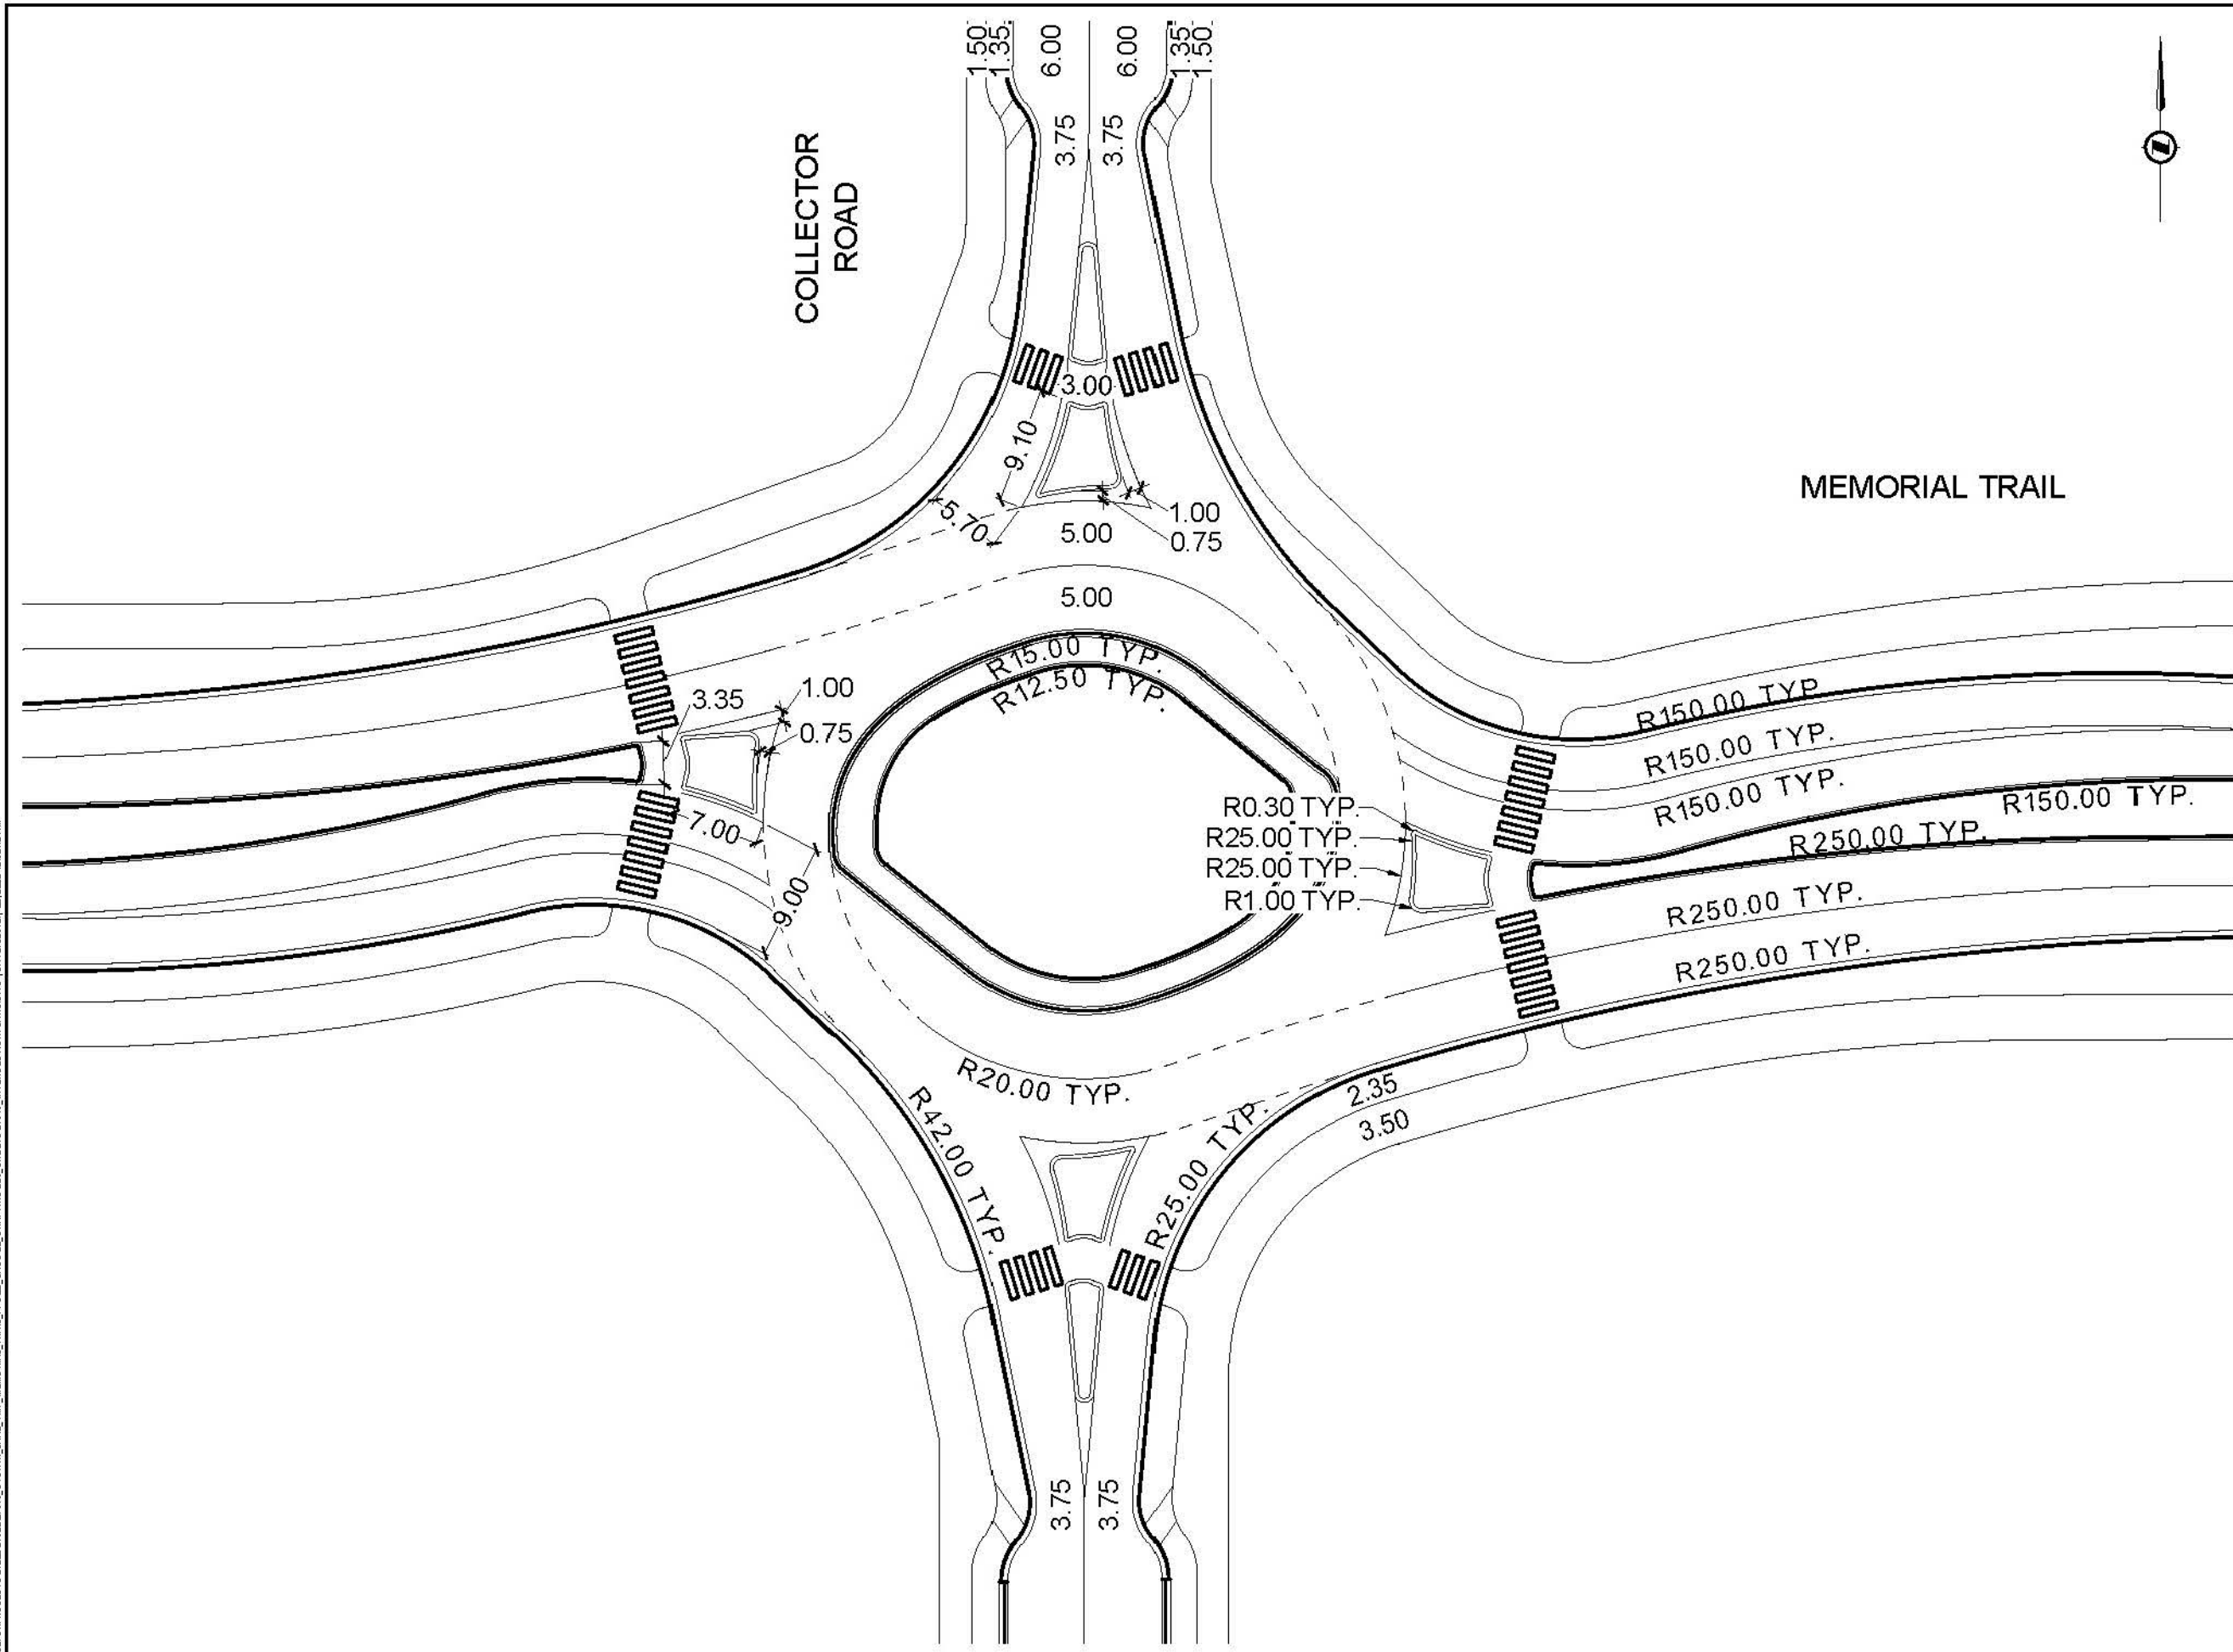 1.50
1.35
6.00
6.00
1.35
1.50
3.75
3.75
COLLECTOR
ROAD
3.00
9.10
MEMORIAL TRAIL
5.70
5.00
1.00
0.75
5.00
R15.00 TYP.
R12.50 TYP.
3.35
1.00
0.75
R150.00 TYP.
R150.00 TYP.
R150.00 TYP.
R150.00 TYP.
R250.00 TYP.
R0.30 TYP.
R25.00 TYP.
R25.00 TYP.
R1.00 TYP.
7.00
9.00
R250.00 TYP.
R250.00 TYP.
R20.00 TYP.
2.35
3.50
R42.00 TYP.
R25.00 TYP.
3.75
3.75